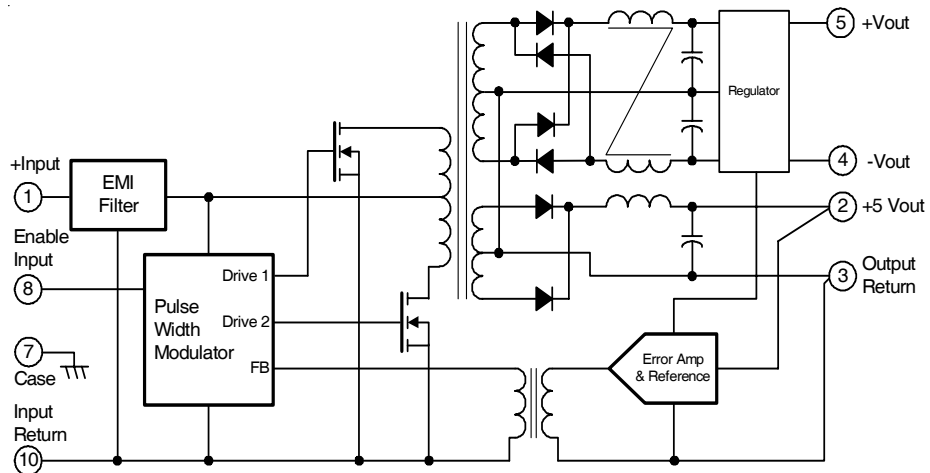 5
+Vout
Regulator
4
-Vout
+Input
1
EMI
Filter
2
+5 Vout
Enable
Input
8
Drive 1
3
Output
Return
Pulse
Width
Modulator
Drive 2
7
Case
FB
Error Amp
& Reference
Input
Return
10